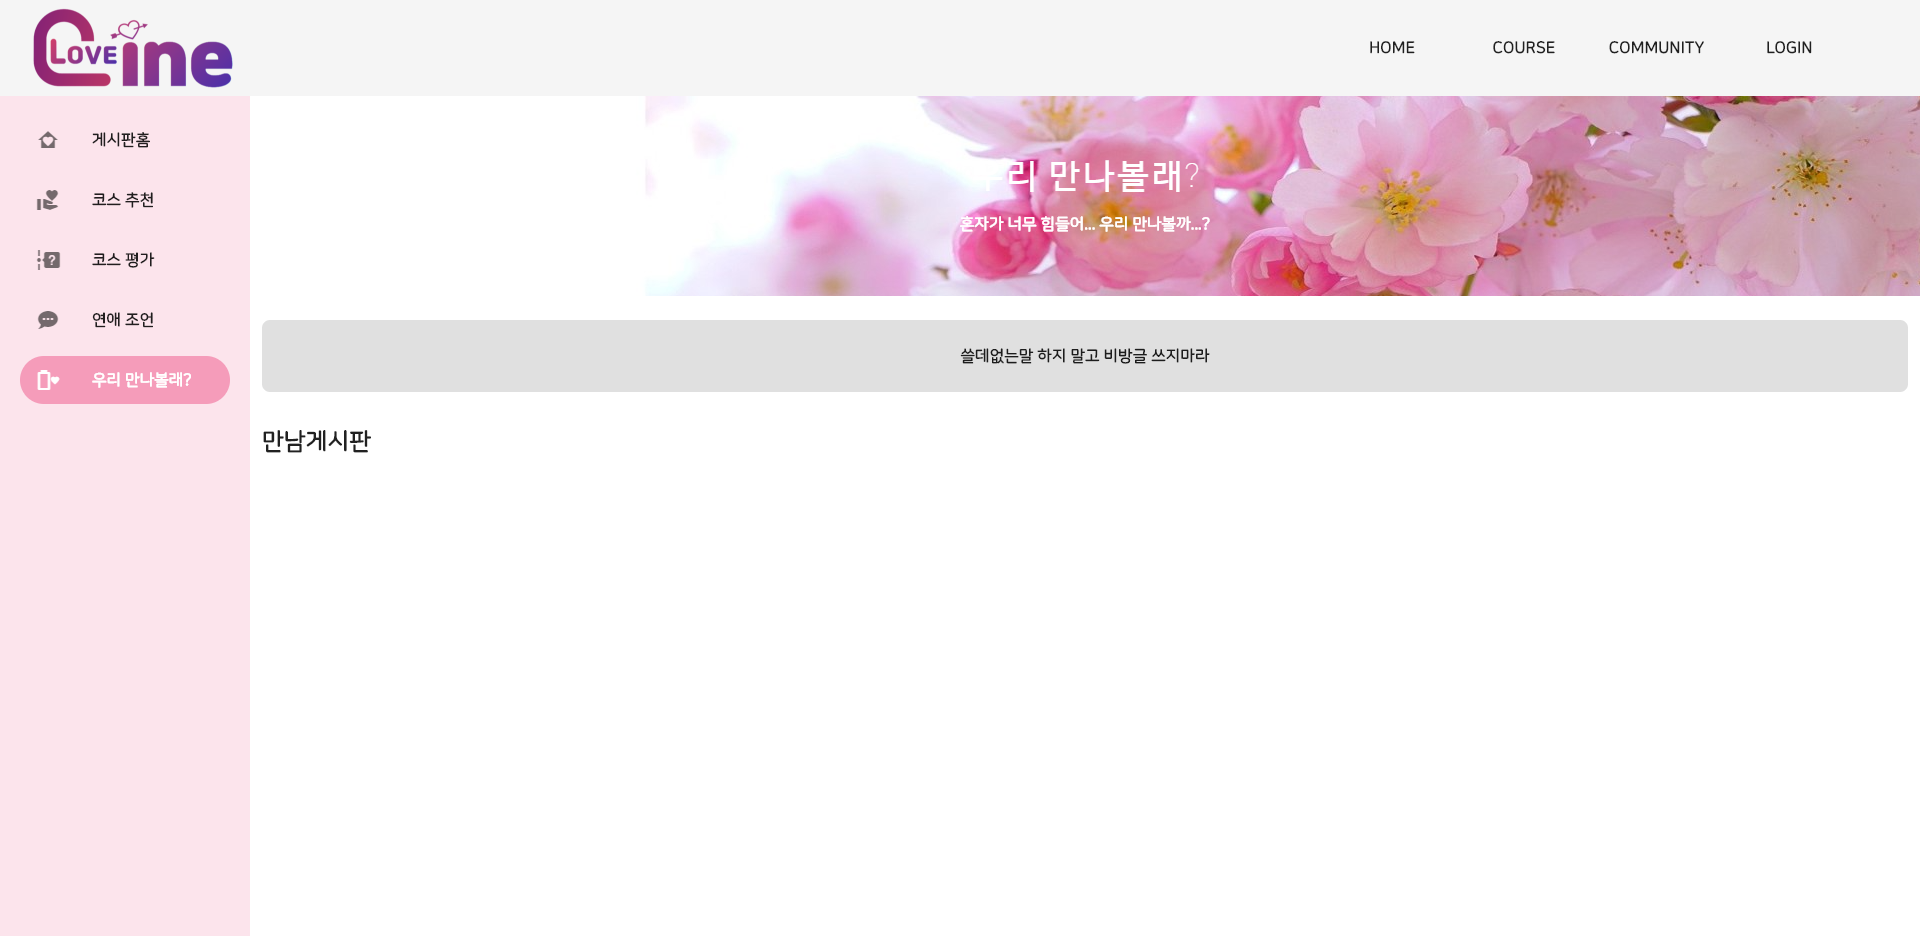 LOVE ine
HOME COURSE COMMUNITY LOGIN
게시판홈
코스 추천
코스 평가
연애 조언
우리 만나볼래?
우리 만나볼래?
혼자가 너무 힘들어... 우리 만나볼까...?
쓸데없는말 하지 말고 비방글 쓰지마라
만남게시판